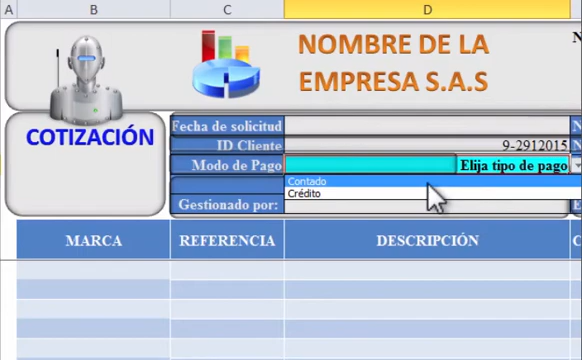 A B C D
NOMBRE DE LA
EMPRESA S.A.S
N
COTIZACIÓN
Fecha de solicitud
ID Cliente 9-2912015
Modo de Pago Elija tipo de pago
Contado
Crédito
Gestionado por:
MARCA REFERENCIA DESCRIPCIÓN C